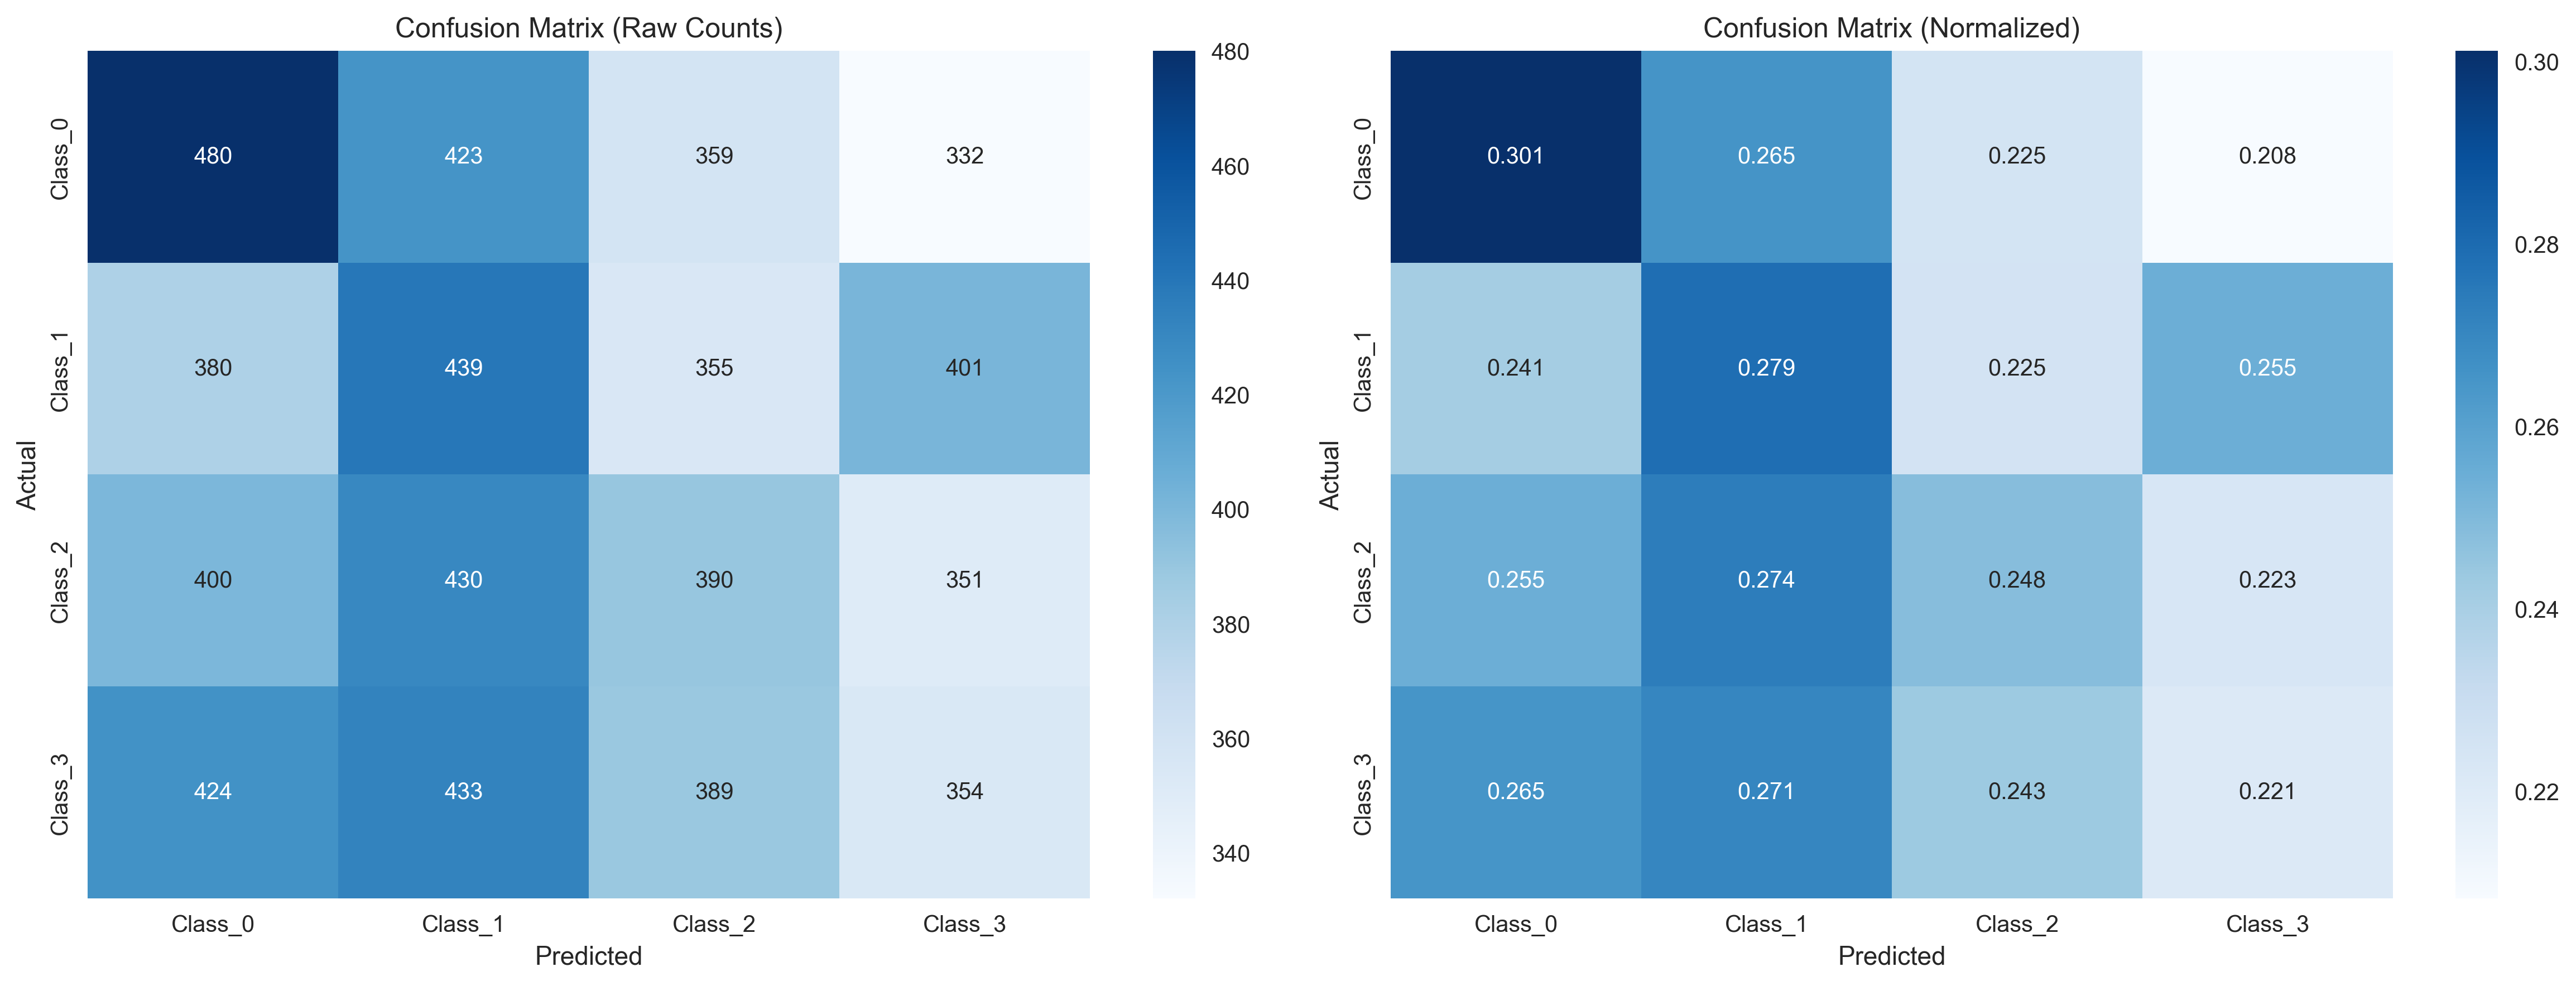 Confusion Matrix (Raw Counts)
Class_0 480 423 359 332
Class_1 380 439 355 401
Class_2 400 430 390 351
Class_3 424 433 389 354
Class_0 Class_1 Class_2 Class_3
Predicted
Actual
480
460
440
420
400
380
360
340
Confusion Matrix (Normalized)
Class_0 0.301 0.265 0.225 0.208
Class_1 0.241 0.279 0.225 0.255
Class_2 0.255 0.274 0.248 0.223
Class_3 0.265 0.271 0.243 0.221
Class_0 Class_1 Class_2 Class_3
Predicted
Actual
0.30
0.28
0.26
0.24
0.22